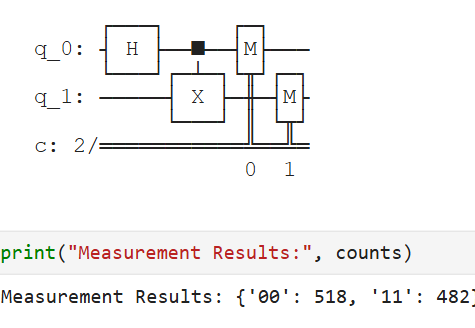 q_0: H M
q_1: X M
c: 2/
0 1
print("Measurement Results:", counts)
Measurement Results: {'00': 518, '11': 482}